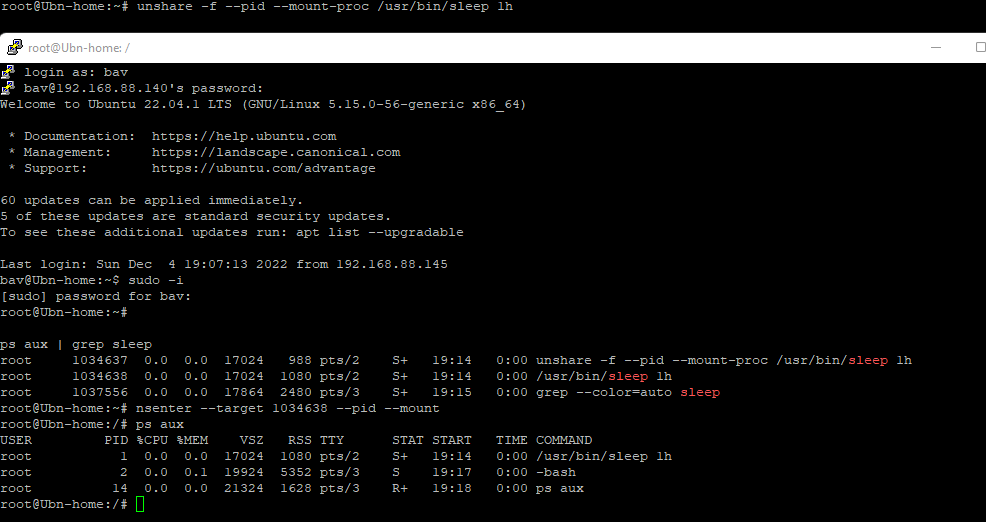 root@Ubn-home:~# unshare -f --pid --mount-proc /usr/bin/sleep lh
root@Ubn-home: /
login as: bav
bav@192.168.88.140's password:
Welcome to Ubuntu 22.04.1 LTS (GNU/Linux 5.15.0-56-generic x86_64)
* Documentation:  https://help.ubuntu.com
* Management:     https://landscape.canonical.com
* Support:        https://ubuntu.com/advantage
60 updates can be applied immediately.
5 of these updates are standard security updates.
To see these additional updates run: apt list --upgradable
Last login: Sun Dec  4 19:07:13 2022 from 192.168.88.145
bav@Ubn-home:~$ sudo -i
[sudo] password for bav:
root@Ubn-home:~#
ps aux | grep sleep
root     1034637  0.0  0.0  17024   988 pts/2    S+   19:14   0:00 unshare -f --pid --mount-proc /usr/bin/sleep lh
root     1034638  0.0  0.0  17024  1080 pts/2    S+   19:14   0:00 /usr/bin/sleep lh
root     1037556  0.0  0.0  17864  2480 pts/3    S+   19:15   0:00 grep --color=auto sleep
root@Ubn-home:~# nsenter --target 1034638 --pid --mount
root@Ubn-home:/# ps aux
USER         PID %CPU %MEM    VSZ   RSS TTY      STAT START   TIME COMMAND
root           1  0.0  0.0  17024  1080 pts/2    S+   19:14   0:00 /usr/bin/sleep lh
root           2  0.0  0.1  19924  5352 pts/3    S    19:17   0:00 -bash
root          14  0.0  0.0  21324  1628 pts/3    R+   19:18   0:00 ps aux
root@Ubn-home:/#